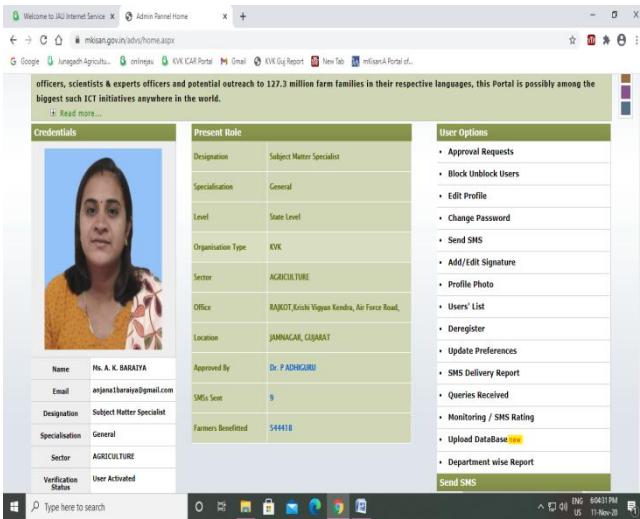 Welcome to JAU Internet Service
Admin Pannel Home
mkisan.gov.in/advs/home.aspx
Google
Junagadh Agricultu...
onlinejau
KVK ICAR Portal
Gmail
KVK Guj Report
New Tab
mKisan:A Portal of...
officers, scientists & experts officers and potential outreach to 127.3 million farm families in their respective languages, this Portal is possibly among the
biggest such ICT initiatives anywhere in the world.
Read more...
Credentials
Name Ms. A. K. BARAIYA
Email anjana1baraiya@gmail.com
Designation Subject Matter Specialist
Specialisation General
Sector AGRICULTURE
Verification Status User Activated
Present Role
Designation Subject Matter Specialist
Specialisation General
Level State Level
Organisation Type KVK
Sector AGRICULTURE
Office RAJKOT,Krishi Vigyan Kendra, Air Force Road,
Location JAMNAGAR, GUJARAT
Approved By Dr. P ADHIGURU
SMSs Sent 9
Farmers Benefitted 544418
User Options
Approval Requests
Block Unblock Users
Edit Profile
Change Password
Send SMS
Add/Edit Signature
Profile Photo
Users' List
Deregister
Update Preferences
SMS Delivery Report
Queries Received
Monitoring / SMS Rating
Upload DataBase new
Department wise Report
Send SMS
Type here to search
ENG 6:04:31 PM
US 11-Nov-20